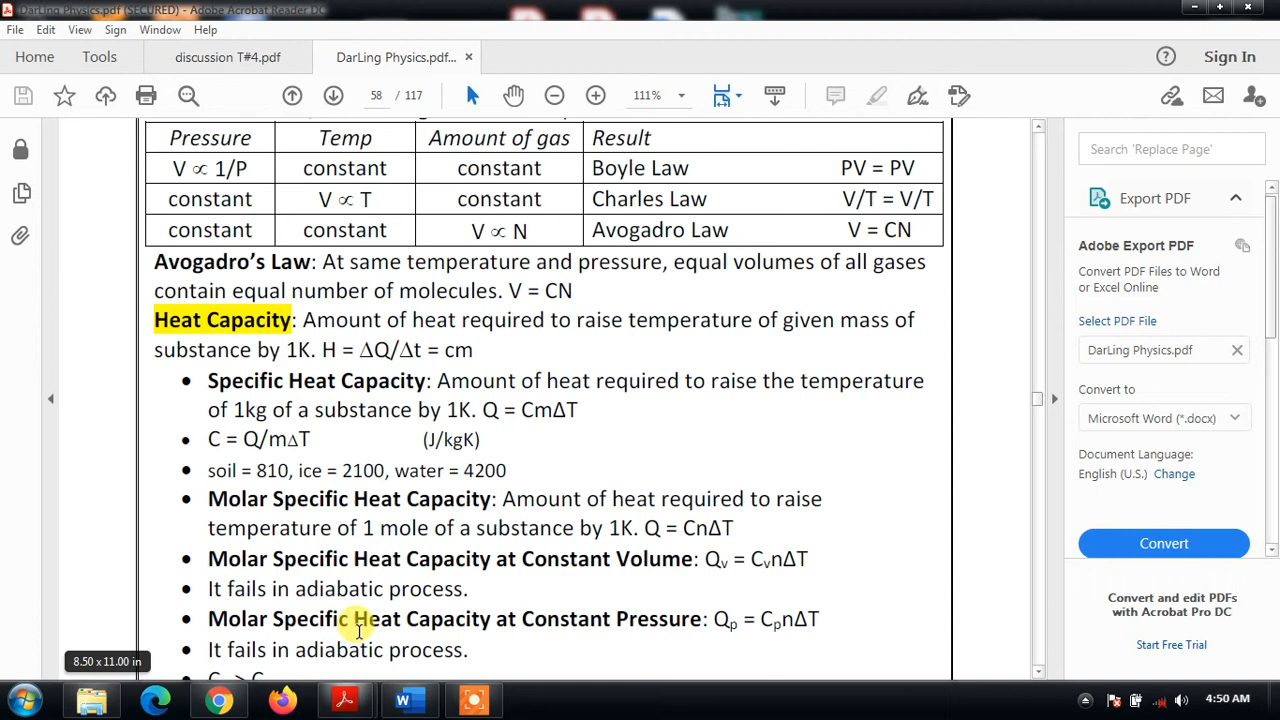 DarLing Physics.pdf (SECURED) - Adobe Acrobat Reader DC
File Edit View Sign Window Help
Home Tools discussion T#4.pdf DarLing Physics.pdf... × Sign In
58 / 117 111%
Pressure Temp Amount of gas Result
V ∝ 1/P constant constant Boyle Law PV = PV
constant V ∝ T constant Charles Law V/T = V/T
constant constant V ∝ N Avogadro Law V = CN
Avogadro's Law: At same temperature and pressure, equal volumes of all gases
contain equal number of molecules. V = CN
Heat Capacity: Amount of heat required to raise temperature of given mass of
substance by 1K. H = ΔQ/Δt = cm
• Specific Heat Capacity: Amount of heat required to raise the temperature
of 1kg of a substance by 1K. Q = CmΔT
• C = Q/mΔT (J/kgK)
• soil = 810, ice = 2100, water = 4200
• Molar Specific Heat Capacity: Amount of heat required to raise
temperature of 1 mole of a substance by 1K. Q = CnΔT
• Molar Specific Heat Capacity at Constant Volume: Qᵥ = CᵥnΔT
• It fails in adiabatic process.
• Molar Specific Heat Capacity at Constant Pressure: Qₚ = CₚnΔT
• It fails in adiabatic process.
8.50 x 11.00 in
Search 'Replace Page'
Export PDF
Adobe Export PDF
Convert PDF Files to Word
or Excel Online
Select PDF File
DarLing Physics.pdf
Convert to
Microsoft Word (*.docx)
Document Language:
English (U.S.) Change
Convert
Convert and edit PDFs
with Acrobat Pro DC
Start Free Trial
4:50 AM